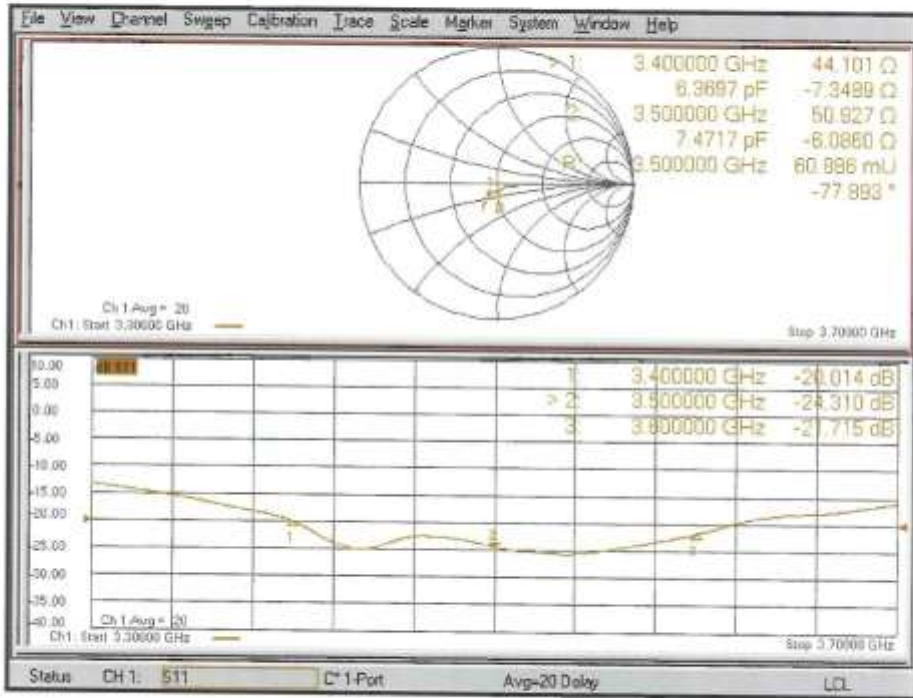 File View Channel Sweep Calibration Trace Scale Marker System Window Help
> 1: 3.400000 GHz 44.101 Ω
6.3697 pF -7.3499 Ω
2: 3.500000 GHz 50.927 Ω
7.4717 pF -6.0860 Ω
3.500000 GHz 60.996 mU
-77.893 °
Ch 1 Avg = 20
Ch1: Start 3.30000 GHz
Stop 3.70000 GHz
10.00
5.00
0.00
-5.00
-10.00
-15.00
-20.00
-25.00
-30.00
-35.00
-40.00
1: 3.400000 GHz -20.014 dB
> 2: 3.500000 GHz -24.310 dB
3: 3.600000 GHz -21.715 dB
1
2
Ch 1 Avg = 20
Ch1: Start 3.30000 GHz
Stop 3.70000 GHz
Status CH 1: S11 C* 1-Port Avg=20 Delay LCL